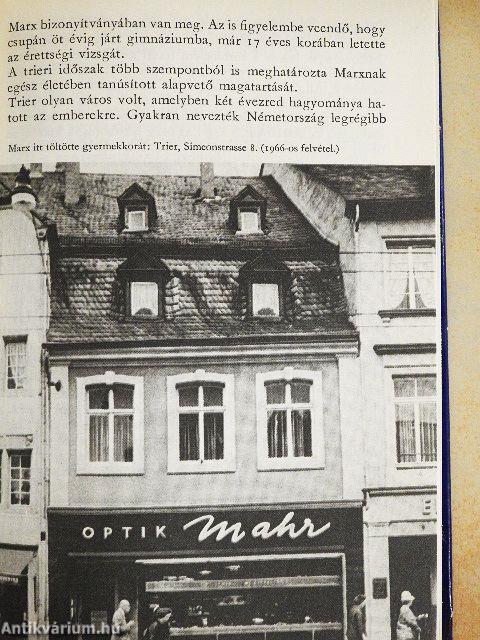 Marx bizonyítványában van meg. Az is figyelembe veendő, hogy
csupán öt évig járt gimnáziumba, már 17 éves korában letette
az érettségi vizsgát.
A trieri időszak több szempontból is meghatározta Marxnak
egész életében tanúsított alapvető magatartását.
Trier olyan város volt, amelyben két évezred hagyománya ha-
tott az emberekre. Gyakran nevezték Németország legrégibb
Marx itt töltötte gyermekkorát: Trier, Simeonstrasse 8. (1966-os felvétel.)
OPTIK Mahr
Antikvárium.hu